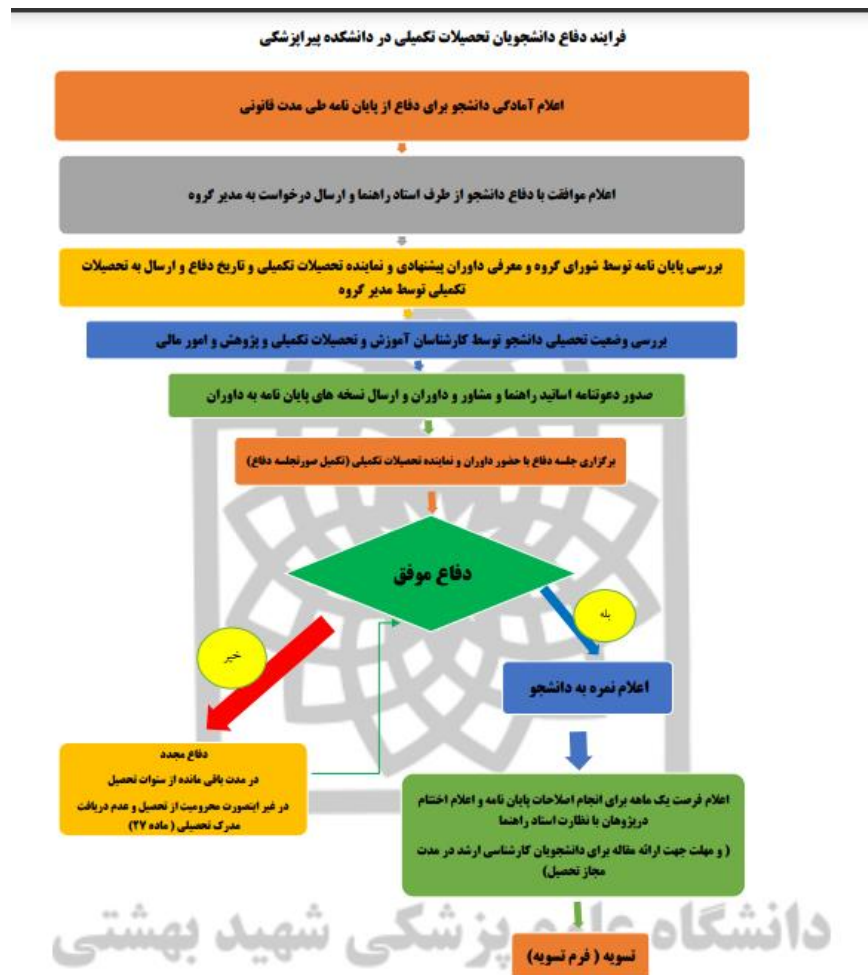 فرایند دفاع دانشجویان تحصیلات تکمیلی در دانشکده پیراپزشکی
اعلام آمادگی دانشجو برای دفاع از پایان نامه طی مدت قانونی
اعلام موافقت با دفاع دانشجو از طرف استاد راهنما و ارسال درخواست به مدیر گروه
بررسی پایان نامه توسط شورای گروه و معرفی داوران پیشنهادی و نماینده تحصیلات تکمیلی و تاریخ دفاع و ارسال به تحصیلات
تکمیلی توسط مدیر گروه
بررسی وضعیت تحصیلی دانشجو توسط کارشناسان آموزش و تحصیلات تکمیلی و پژوهش و امور مالی
صدور دعوتنامه اساتید راهنما و مشاور و داوران و ارسال نسخه های پایان نامه به داوران
برگزاری جلسه دفاع با حضور داوران و نماینده تحصیلات تکمیلی (تکمیل صورتجلسه دفاع)
دفاع موفق
بله
خیر
اعلام نمره به دانشجو
دفاع مجدد
در مدت باقی مانده از سنوات تحصیل
در غیر اینصورت محرومیت از تحصیل و عدم دریافت
مدرک تحصیلی ( ماده ۲۷)
اعلام فرصت یک ماهه برای انجام اصلاحات پایان نامه و اعلام اختتام
درپژوهان با نظارت استاد راهنما
( و مهلت جهت ارائه مقاله برای دانشجویان کارشناسی ارشد در مدت
مجاز تحصیل)
دانشگاه علوم پزشکی شهید بهشتی
تسویه ( فرم تسویه)